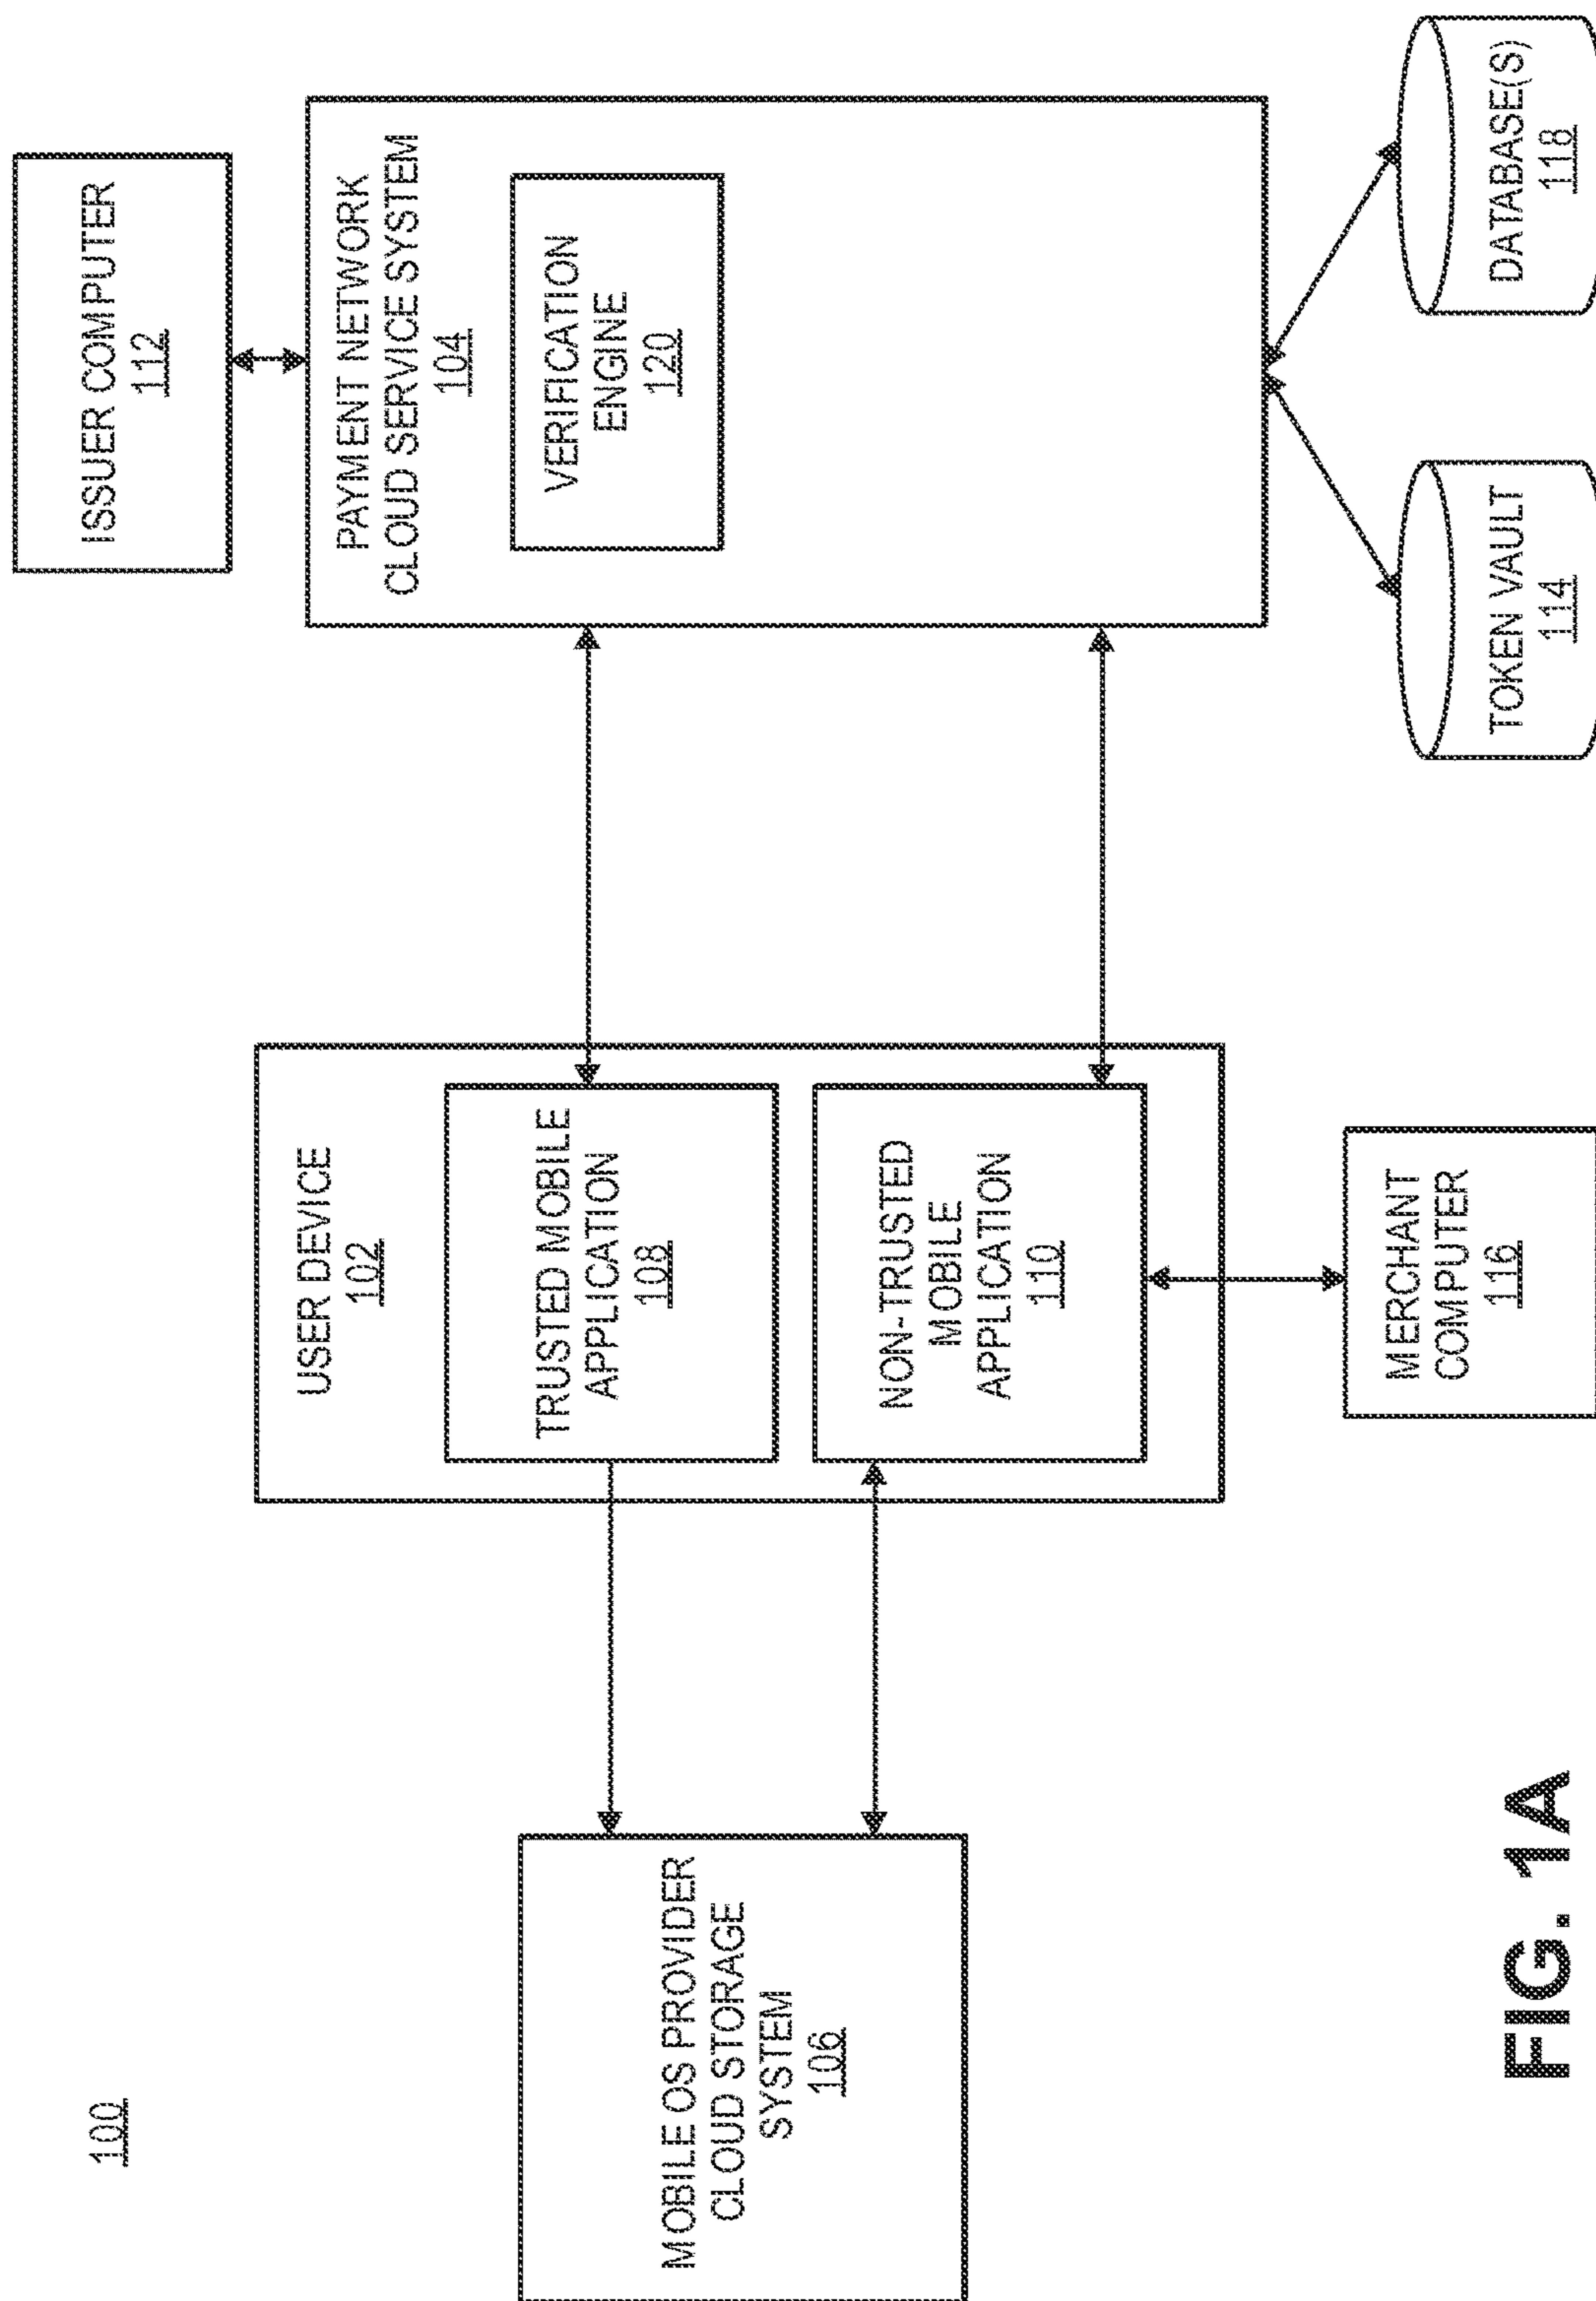 100
MOBILE OS PROVIDER
CLOUD STORAGE
SYSTEM
106
USER DEVICE
102
TRUSTED MOBILE
APPLICATION
108
NON-TRUSTED
MOBILE
APPLICATION
110
MERCHANT
COMPUTER
116
ISSUER COMPUTER
112
PAYMENT NETWORK
CLOUD SERVICE SYSTEM
104
VERIFICATION
ENGINE
120
TOKEN VAULT
114
DATABASE(S)
118
FIG. 1A